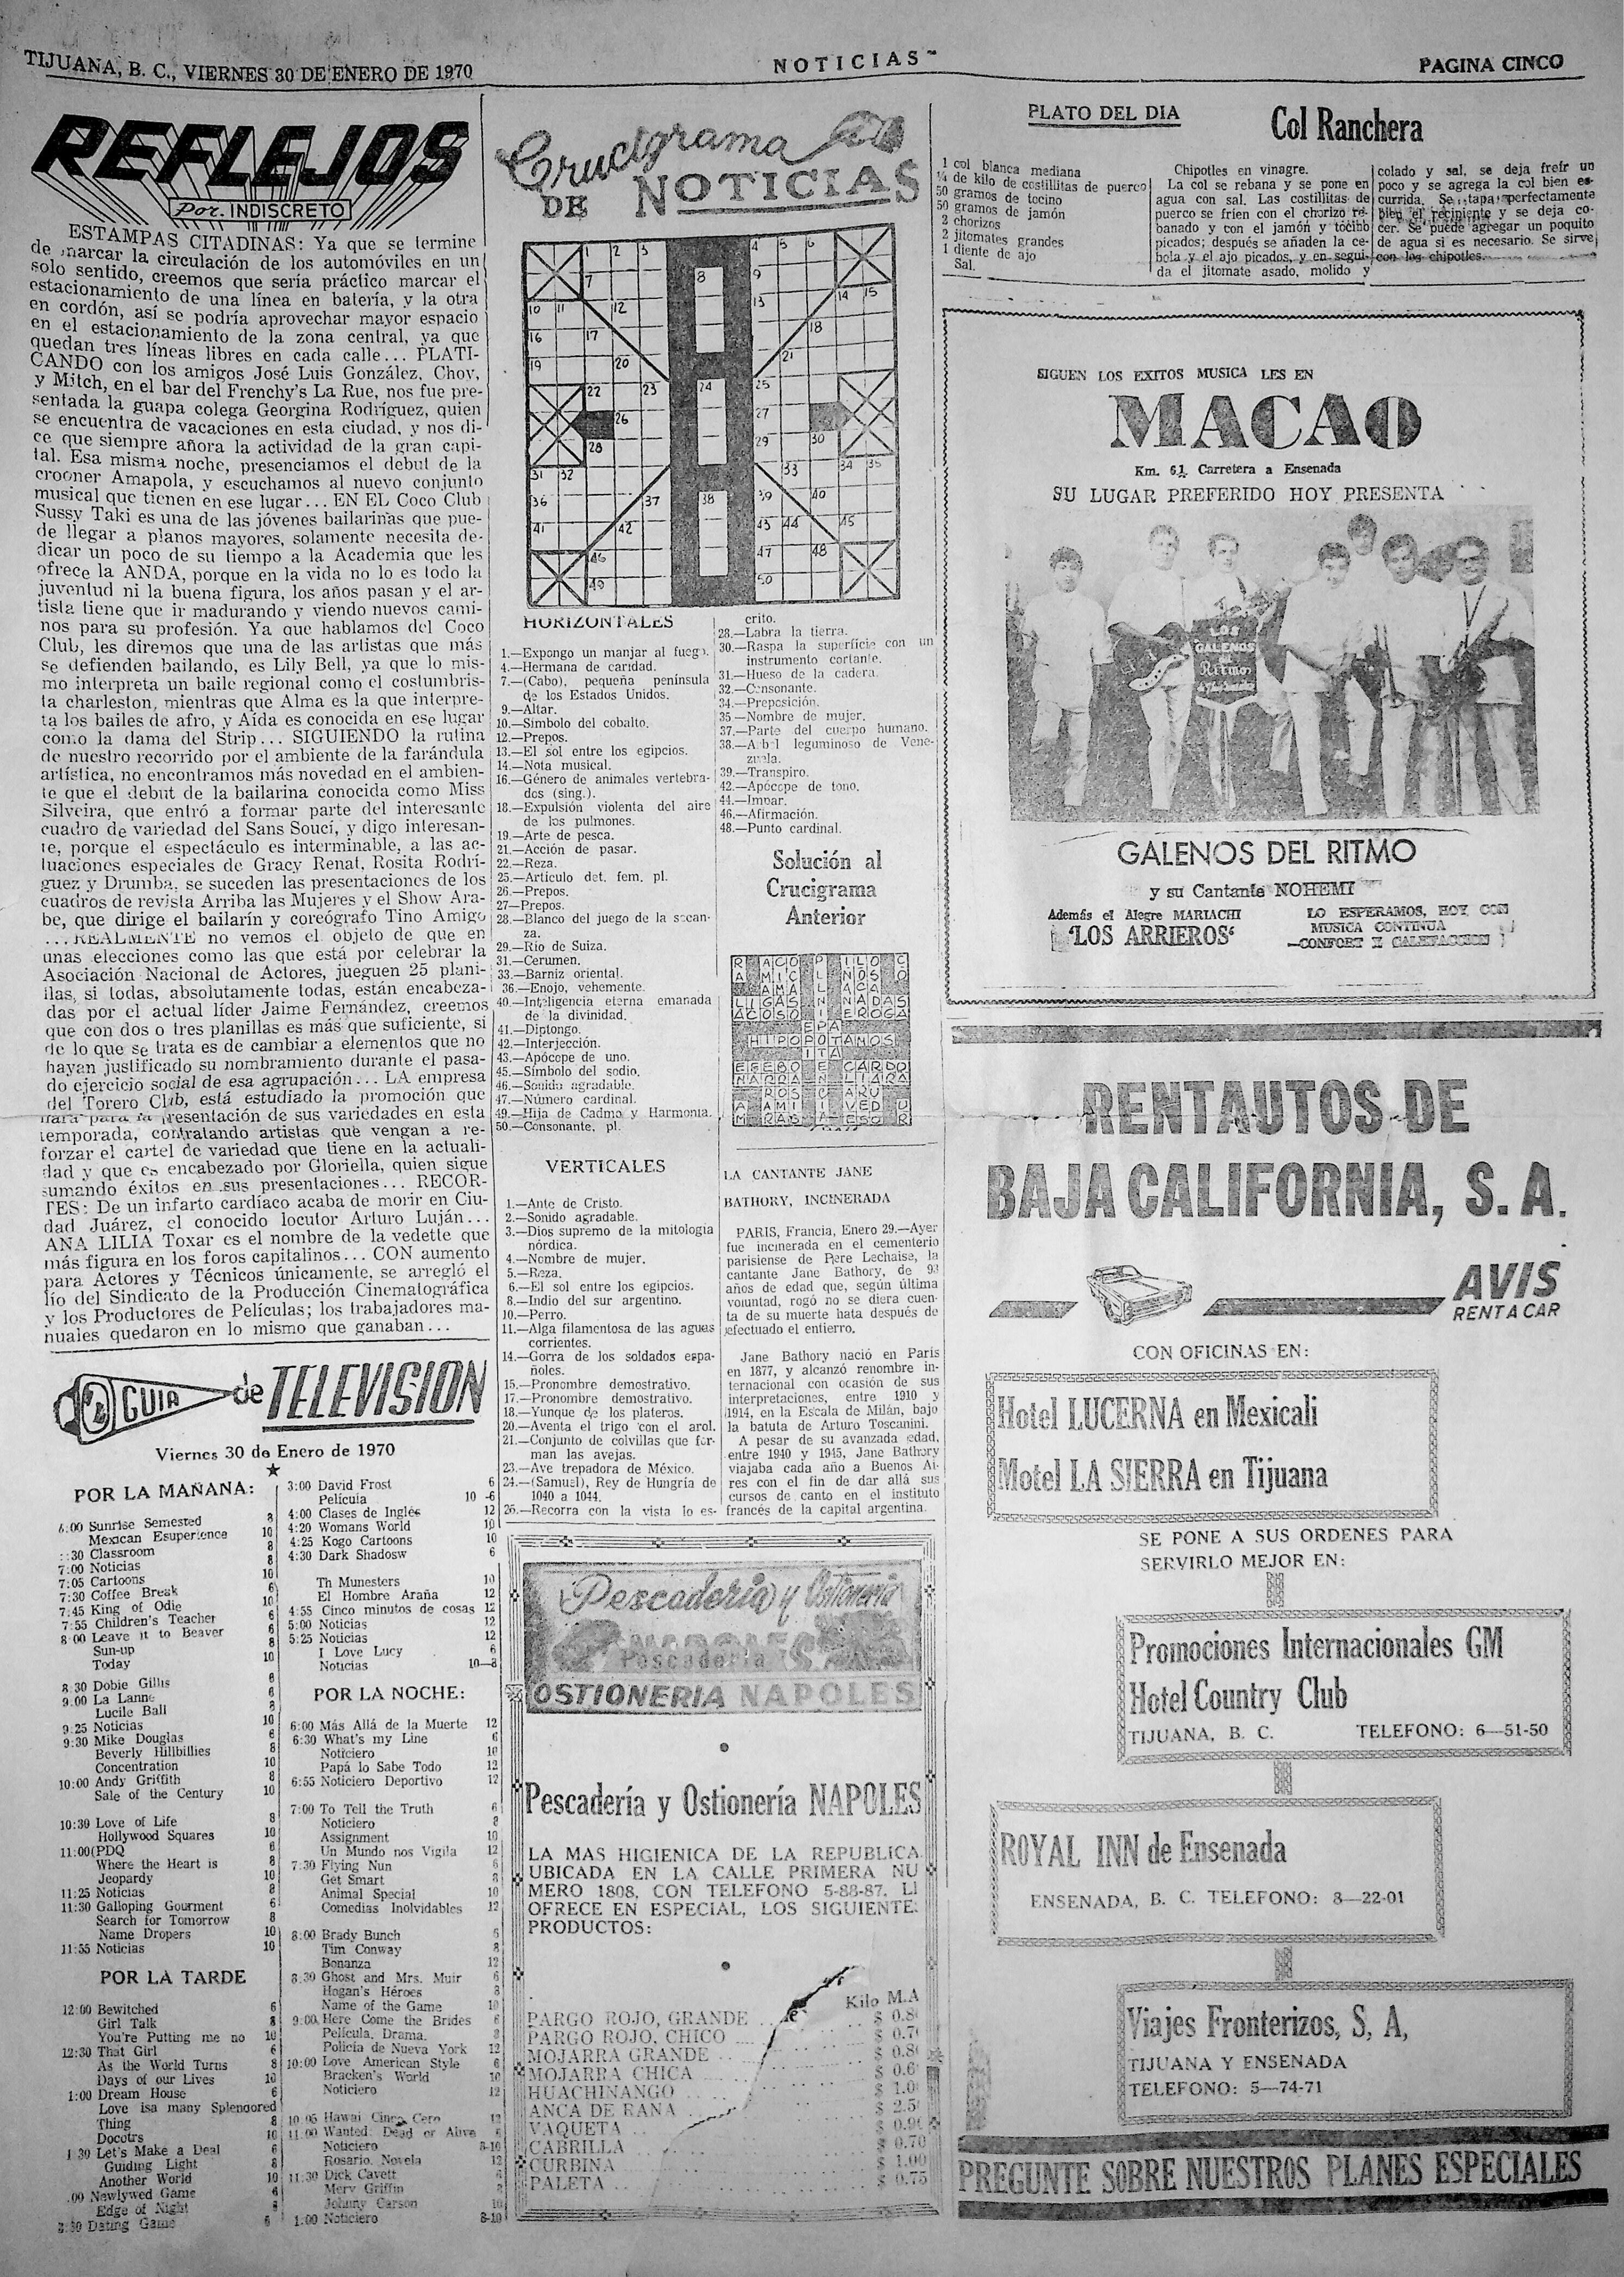 TIJUANA, B. C., VIERNES 30 DE ENERO DE 1970
NOTICIAS
PAGINA CINCO
REFLEJOS
Por. INDISCRETO
ESTAMPAS CITADINAS: Ya que se termine
de marcar la circulación de los automóviles en un
solo sentido, creemos que sería práctico marcar el
estacionamiento de una línea en batería, y la otra
en cordón, así se podría aprovechar mayor espacio
en el estacionamiento de la zona central, ya que
quedan tres líneas libres en cada calle... PLATI-
CANDO con los amigos José Luis González, Choy,
y Mitch, en el bar del Frenchy's La Rue, nos fue pre-
sentada la guapa colega Georgina Rodríguez, quien
se encuentra de vacaciones en esta ciudad, y nos di-
ce que siempre añora la actividad de la gran capi-
tal. Esa misma noche, presenciamos el debut de la
crooner Amapola, y escuchamos al nuevo conjunto
musical que tienen en ese lugar... EN EL Coco Club
Sussy Taki es una de las jóvenes bailarinas que pue-
de llegar a planos mayores, solamente necesita de-
dicar un poco de su tiempo a la Academia que les
ofrece la ANDA, porque en la vida no lo es todo la
juventud ni la buena figura, los años pasan y el ar-
tista tiene que ir madurando y viendo nuevos cami-
nos para su profesión. Ya que hablamos del Coco
Club, les diremos que una de las artistas que más
se defienden bailando, es Lily Bell, ya que lo mis-
mo interpreta un baile regional como el costumbris-
ta charleston, mientras que Alma es la que interpre-
ta los bailes de afro, y Aída es conocida en ese lugar
como la dama del Strip... SIGUIENDO la rutina
de nuestro recorrido por el ambiente de la farándula
artística, no encontramos más novedad en el ambien-
te que el debut de la bailarina conocida como Miss
Silveira, que entró a formar parte del interesante
cuadro de variedad del Sans Souci, y digo interesan-
te, porque el espectáculo es interminable, a las ac-
tuaciones especiales de Gracy Renat, Rosita Rodrí-
guez y Drumba, se suceden las presentaciones de los
cuadros de revista Arriba las Mujeres y el Show Ara-
be, que dirige el bailarín y coreógrafo Tino Amigo
... REALMENTE no vemos el objeto de que en
unas elecciones como las que está por celebrar la
Asociación Nacional de Actores, jueguen 25 plani-
llas, si todas, absolutamente todas, están encabeza-
das por el actual líder Jaime Fernández, creemos
que con dos o tres planillas es más que suficiente, si
de lo que se trata es de cambiar a elementos que no
hayan justificado su nombramiento durante el pasa-
do ejercicio social de esa agrupación... LA empresa
del Torero Club, está estudiado la promoción que
hará para la presentación de sus variedades en esta
temporada, contratando artistas que vengan a re-
forzar el cartel de variedad que tiene en la actuali-
dad y que es encabezado por Gloriella, quien sigue
sumando éxitos en sus presentaciones... RECOR-
TES: De un infarto cardíaco acaba de morir en Ciu-
dad Juárez, el conocido locutor Arturo Luján...
ANA LILIA Toxar es el nombre de la vedette que
más figura en los foros capitalinos... CON aumento
para Actores y Técnicos únicamente, se arregló el
lío del Sindicato de la Producción Cinematográfica
y los Productores de Películas; los trabajadores ma-
nuales quedaron en lo mismo que ganaban...
GUIA de TELEVISION
Viernes 30 de Enero de 1970
POR LA MAÑANA:
6:00 Sunrise Semested 8
Mexican Esuperience 10
:30 Classroom 8
7:00 Noticias 8
7:05 Cartoons 10
7:30 Coffee Break 6
7:45 King of Odie 10
7:55 Children's Teacher 6
8:00 Leave it to Beaver 6
Sun-up 8
Today 10
8:30 Dobie Gillis 6
9:00 La Lanne 6
Lucile Ball 8
9:25 Noticias 10
9:30 Mike Douglas 6
Beverly Hillbillies 8
Concentration 10
10:00 Andy Griffith 8
Sale of the Century 10
10:30 Love of Life 8
Hollywood Squares 10
11:00(PDQ 6
Where the Heart is 8
Jeopardy 10
11:25 Noticias 8
11:30 Galloping Gourment 6
Search for Tomorrow 8
Name Dropers 10
11:55 Noticias 10
POR LA TARDE
12:00 Bewitched 6
Girl Talk 8
You're Putting me no 10
12:30 That Girl 6
As the World Turns 8
Days of our Lives 10
1:00 Dream House 6
Love isa many Splendored
Thing 8
Docotrs 10
1:30 Let's Make a Deal 6
Guiding Light 8
Another World 10
:00 Newlywed Game 6
Edge of Night 8
2:30 Dating Game 6
3:00 David Frost 6
Pelicuia 10 -6
4:00 Clases de Inglés 12
4:20 Womans World 10
4:25 Kogo Cartoons 10
4:30 Dark Shadosw 6
Th Munesters 10
El Hombre Araña 12
4:55 Cinco minutos de cosas 12
5:00 Noticias 12
5:25 Noticias 12
I Love Lucy 6
Noticias 10—8
POR LA NOCHE:
6:00 Más Allá de la Muerte 12
6:30 What's my Line 6
Noticiero 10
Papá lo Sabe Todo 12
6:55 Noticiero Deportivo 12
7:00 To Tell the Truth 6
Noticiero 8
Assignment 10
Un Mundo nos Vigila 12
7:30 Flying Nun 6
Get Smart 8
Animal Special 10
Comedias Inolvidables 12
8:00 Brady Bunch 6
Tim Conway 8
Bonanza 12
8:30 Ghost and Mrs. Muir 6
Hogan's Héroes 8
Name of the Game 10
9:00 Here Come the Brides 6
Película, Drama. 8
Policía de Nueva York 12
10:00 Love American Style 6
Bracken's World 10
Noticiero 12
10:05 Hawai Cinco Cero 12
11:00 Wanted: Dead or Alive 6
Noticiero 8-10
Rosario, Novela 12
11:30 Dick Cavett 6
Merv Griffin 8
Johnny Carson 10
1:00 Noticiero 8-10
Crucigrama
DE NOTICIAS
HORIZONTALES
1.—Expongo un manjar al fuego.
4.—Hermana de caridad.
7.—(Cabo), pequeña península
de los Estados Unidos.
9.—Altar.
10.—Símbolo del cobalto.
12.—Prepos.
13.—El sol entre los egipcios.
14.—Nota musical.
16.—Género de animales vertebra-
dos (sing.).
18.—Expulsión violenta del aire
de los pulmones.
19.—Arte de pesca.
21.—Acción de pasar.
22.—Reza.
25.—Artículo det. fem. pl.
26.—Prepos.
27—Prepos.
28.—Blanco del juego de la socan-
za.
29.—Río de Suiza.
31.—Cerumen.
33.—Barniz oriental.
36.—Enojo, vehemente.
40.—Inteligencia eterna emanada
de la divinidad.
41.—Diptongo.
42.—Interjección.
43.—Apócope de uno.
45.—Símbolo del sodio.
46.—Sonido agradable.
47.—Número cardinal.
49.—Hija de Cadmo y Harmonía.
50.—Consonante, pl.
VERTICALES
1.—Ante de Cristo.
2.—Sonido agradable.
3.—Dios supremo de la mitología
nórdica.
4.—Nombre de mujer.
5.—Reza.
6.—El sol entre los egipcios.
8.—Indio del sur argentino.
10.—Perro.
11.—Alga filamentosa de las aguas
corrientes.
14.—Gorra de los soldados espa-
ñoles.
15.—Pronombre demostrativo.
17.—Pronombre demostrativo.
18.—Yunque de los plateros.
20.—Aventa el trigo con el arol.
21.—Conjunto de colvillas que for-
man las avejas.
23.—Ave trepadora de México.
24.—(Samuel), Rey de Hungría de
1040 a 1044.
26.—Recorra con la vista lo es-
crito.
28.—Labra la tierra.
30.—Raspa la superficie con un
instrumento cortante.
31.—Hueso de la cadera.
32.—Consonante.
34.—Preposición.
35—Nombre de mujer.
37.—Parte del cuerpo humano.
38.—Arbol leguminoso de Vene-
zuela.
39.—Transpiro.
42.—Apócope de tono.
44.—Impar.
46.—Afirmación.
48.—Punto cardinal.
Solución al
Crucigrama
Anterior
LA CANTANTE JANE
BATHORY, INCINERADA
PARIS, Francia, Enero 29.—Ayer
fue incinerada en el cementerio
parisiense de Pere Lechaise, la
cantante Jane Bathory, de 93
años de edad que, según última
voluntad, rogó no se diera cuen-
ta de su muerte hata después de
efectuado el entierro.
Jane Bathory nació en París
en 1877, y alcanzó renombre in-
ternacional con ocasión de sus
interpretaciones, entre 1910 y
1914, en la Escala de Milán, bajo
la batuta de Arturo Toscanini.
A pesar de su avanzada edad,
entre 1940 y 1945, Jane Bathory
viajaba cada año a Buenos Ai-
res con el fin de dar allá sus
cursos de canto en el instituto
francés de la capital argentina.
Pescadería y Ostionería
NAPOLES
Pescadería
OSTIONERIA NAPOLES
Pescadería y Ostionería NAPOLES
LA MAS HIGIENICA DE LA REPUBLICA
UBICADA EN LA CALLE PRIMERA NU
MERO 1808, CON TELEFONO 5-88-87. LE
OFRECE EN ESPECIAL, LOS SIGUIENTE
PRODUCTOS:
Kilo M.A
PARGO ROJO, GRANDE $ 0.80
PARGO ROJO, CHICO $ 0.70
MOJARRA GRANDE $ 0.80
MOJARRA CHICA $ 0.6
HUACHINANGO $ 1.0
ANCA DE RANA $ 2.5
VAQUETA $ 0.90
CABRILLA $ 0.70
CURBINA $ 1.00
PALETA $ 0.75
PLATO DEL DIA
Col Ranchera
1 col blanca mediana
¼ de kilo de costillitas de puerco
50 gramos de tocino
50 gramos de jamón
2 chorizos
2 jitomates grandes
1 diente de ajo
Sal.
Chipotles en vinagre.
La col se rebana y se pone en
agua con sal. Las costillitas de
puerco se fríen con el chorizo re-
banado y con el jamón y tocino
picados; después se añaden la ce-
bola y el ajo picados, y en segui-
da el jitomate asado, molido y
colado y sal, se deja freír un
poco y se agrega la col bien es-
currida. Se tapa perfectamente
bien el recipiente y se deja co-
cer. Se puede agregar un poquito
de agua si es necesario. Se sirve
con los chipotles.
SIGUEN LOS EXITOS MUSICA LES EN
MACAO
Km. 6½ Carretera a Ensenada
SU LUGAR PREFERIDO HOY PRESENTA
LOS
GALENOS
del
Ritmo
GALENOS DEL RITMO
y su Cantante NOHEMI
Además el Alegre MARIACHI
'LOS ARRIEROS'
LO ESPERAMOS, HOY CON
MUSICA CONTINUA
—CONFORT Y CALEFACCION
RENTAUTOS DE
BAJA CALIFORNIA, S. A.
AVIS
RENT A CAR
CON OFICINAS EN:
Hotel LUCERNA en Mexicali
Motel LA SIERRA en Tijuana
SE PONE A SUS ORDENES PARA
SERVIRLO MEJOR EN:
Promociones Internacionales GM
Hotel Country Club
TIJUANA, B. C. TELEFONO: 6—51-50
ROYAL INN de Ensenada
ENSENADA, B. C. TELEFONO: 8—22-01
Viajes Fronterizos, S, A,
TIJUANA Y ENSENADA
TELEFONO: 5—74-71
PREGUNTE SOBRE NUESTROS PLANES ESPECIALES